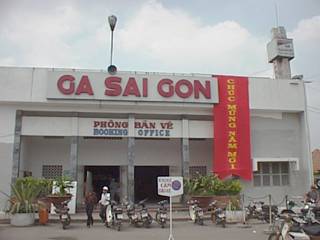 GA SAI GON
PHÒNG BÁN VÉ
BOOKING OFFICE
CHÚC MỪNG NĂM MỚI